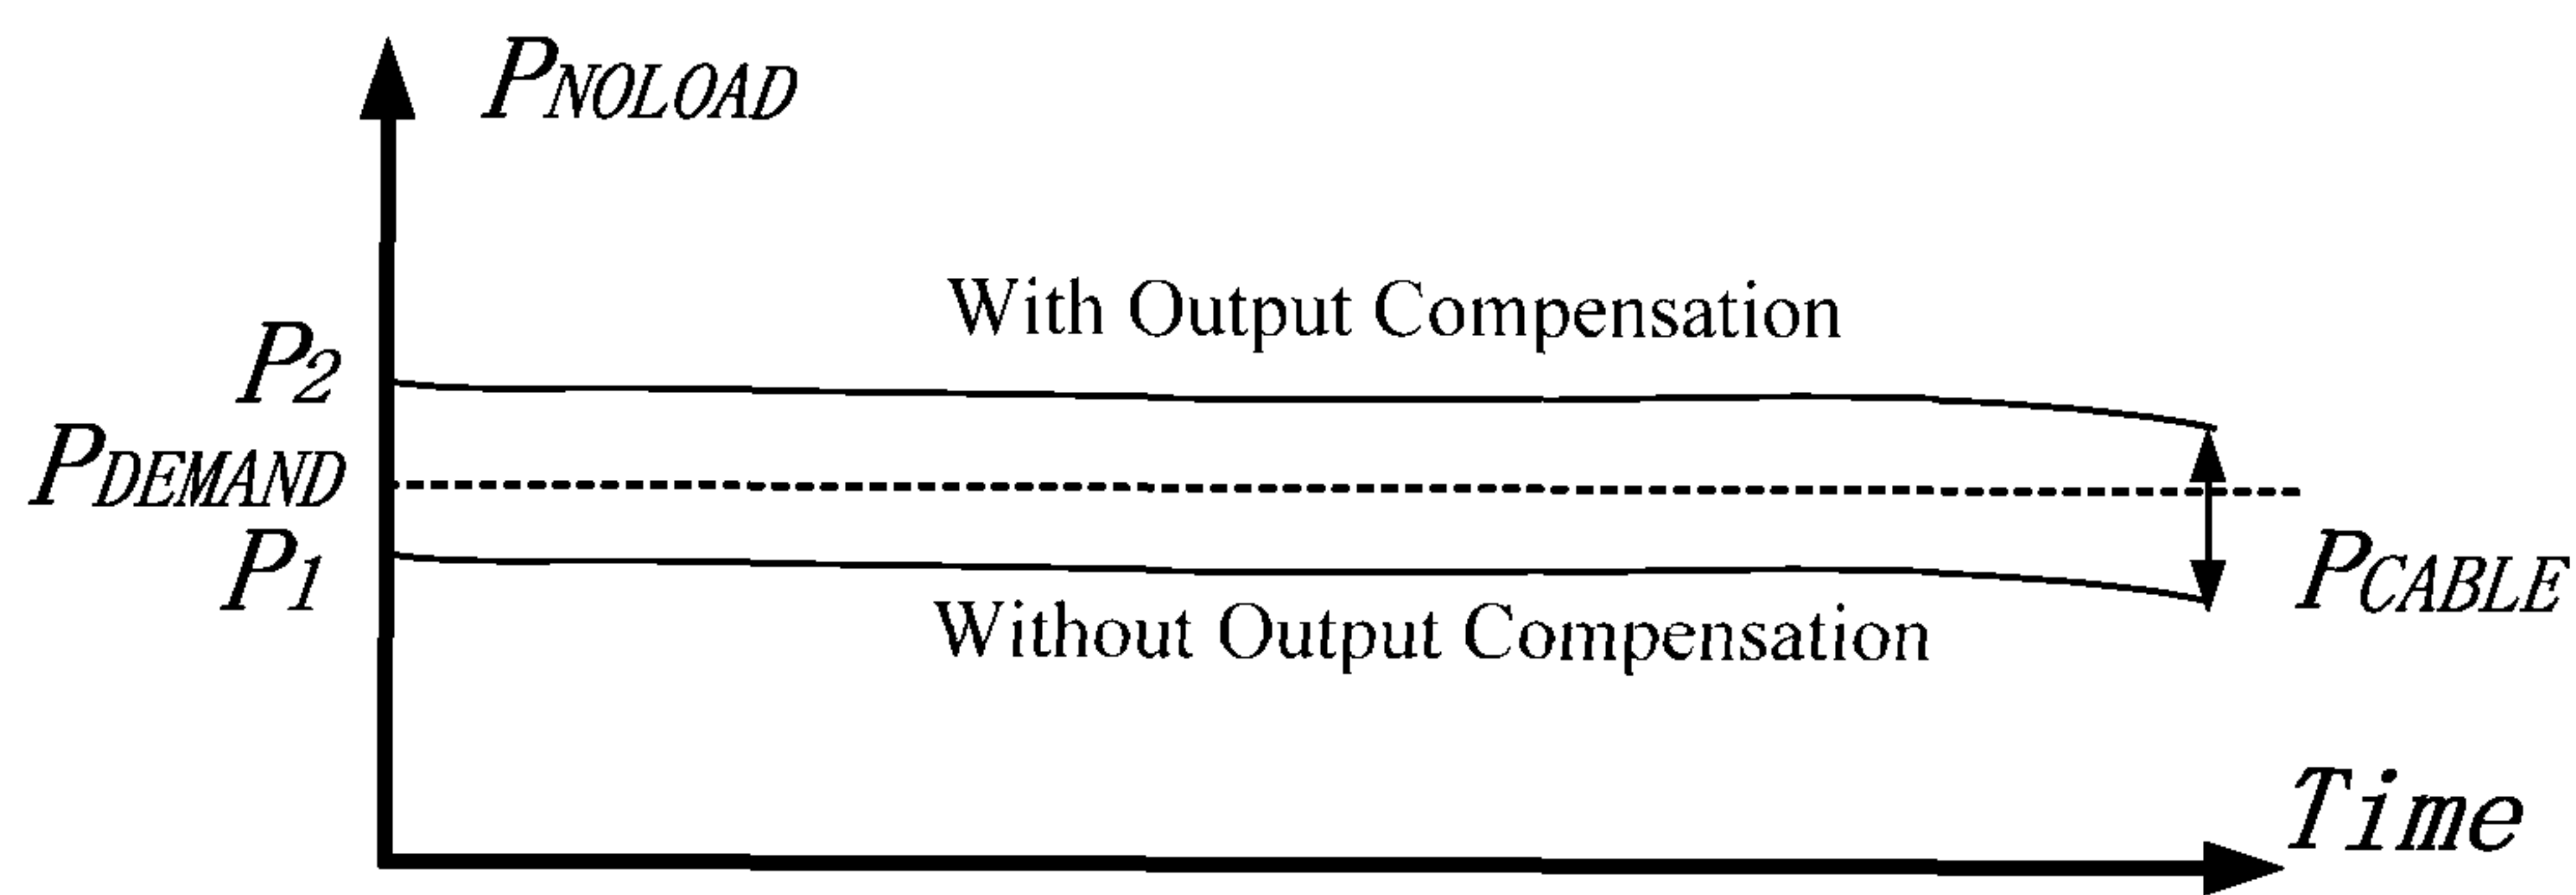 PNOLOAD
With Output Compensation
P2
PDEMAND
P1
PCABLE
Without Output Compensation
Time